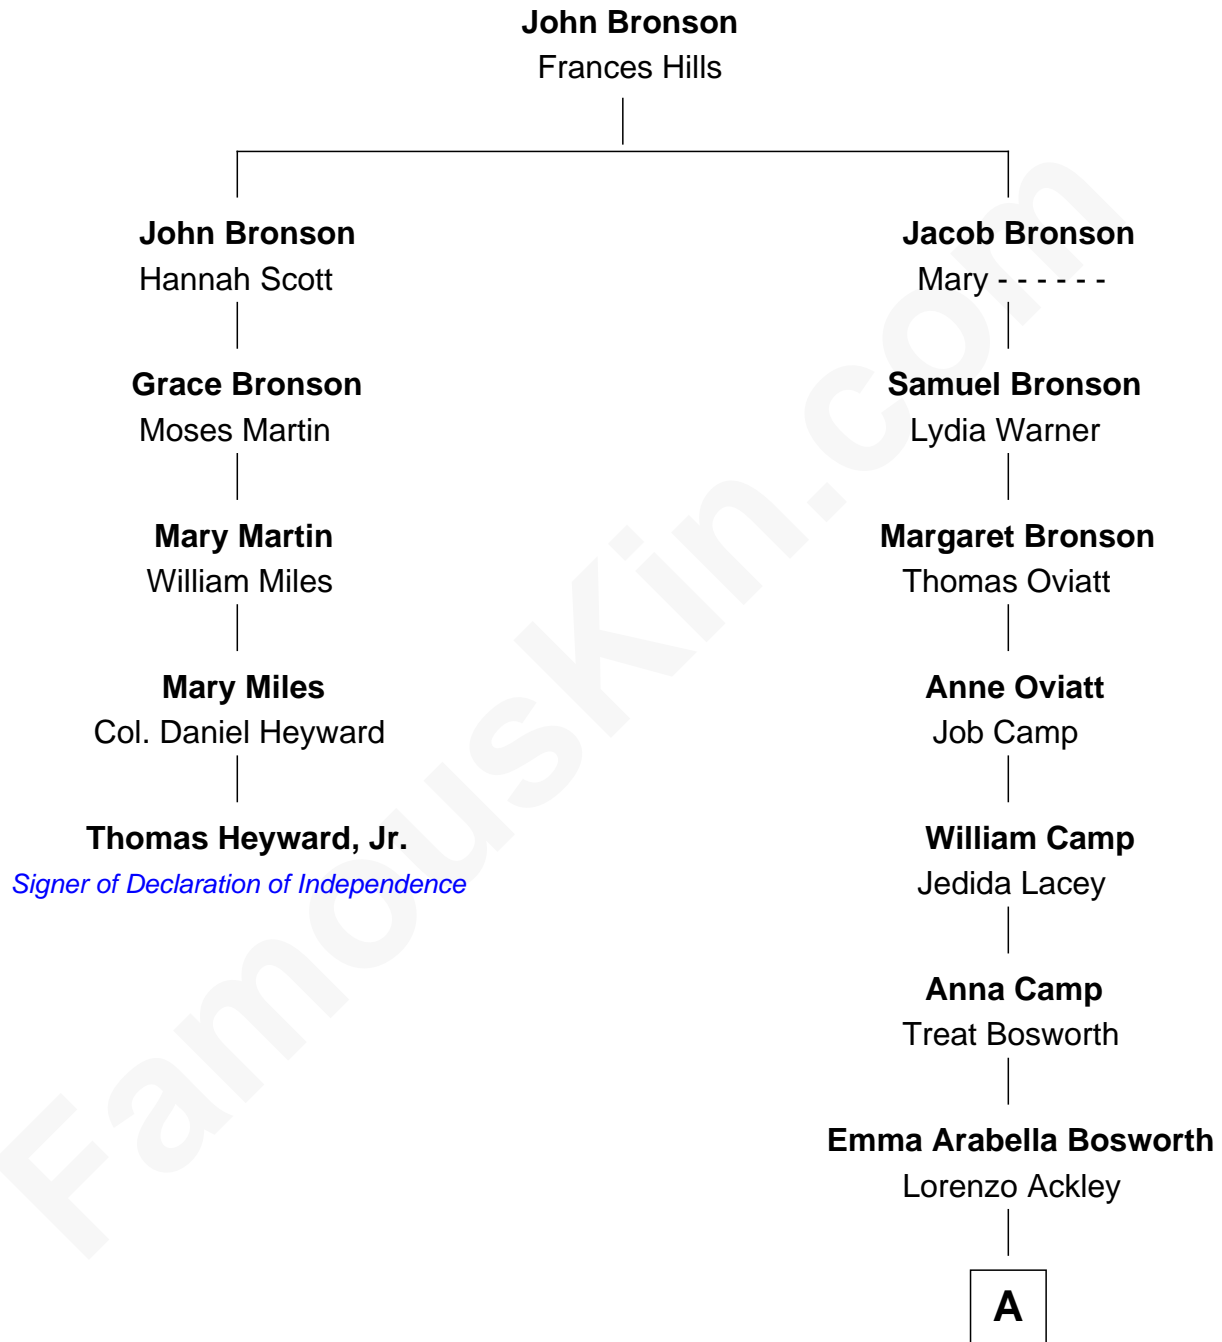 John Bronson
Frances Hills
John Bronson
Hannah Scott
Grace Bronson
Moses Martin
Mary Martin
William Miles
Mary Miles
Col. Daniel Heyward
Thomas Heyward, Jr.
Signer of Declaration of Independence
Jacob Bronson
Mary - - - - - -
Samuel Bronson
Lydia Warner
Margaret Bronson
Thomas Oviatt
Anne Oviatt
Job Camp
William Camp
Jedida Lacey
Anna Camp
Treat Bosworth
Emma Arabella Bosworth
Lorenzo Ackley
A
FamousKin.com